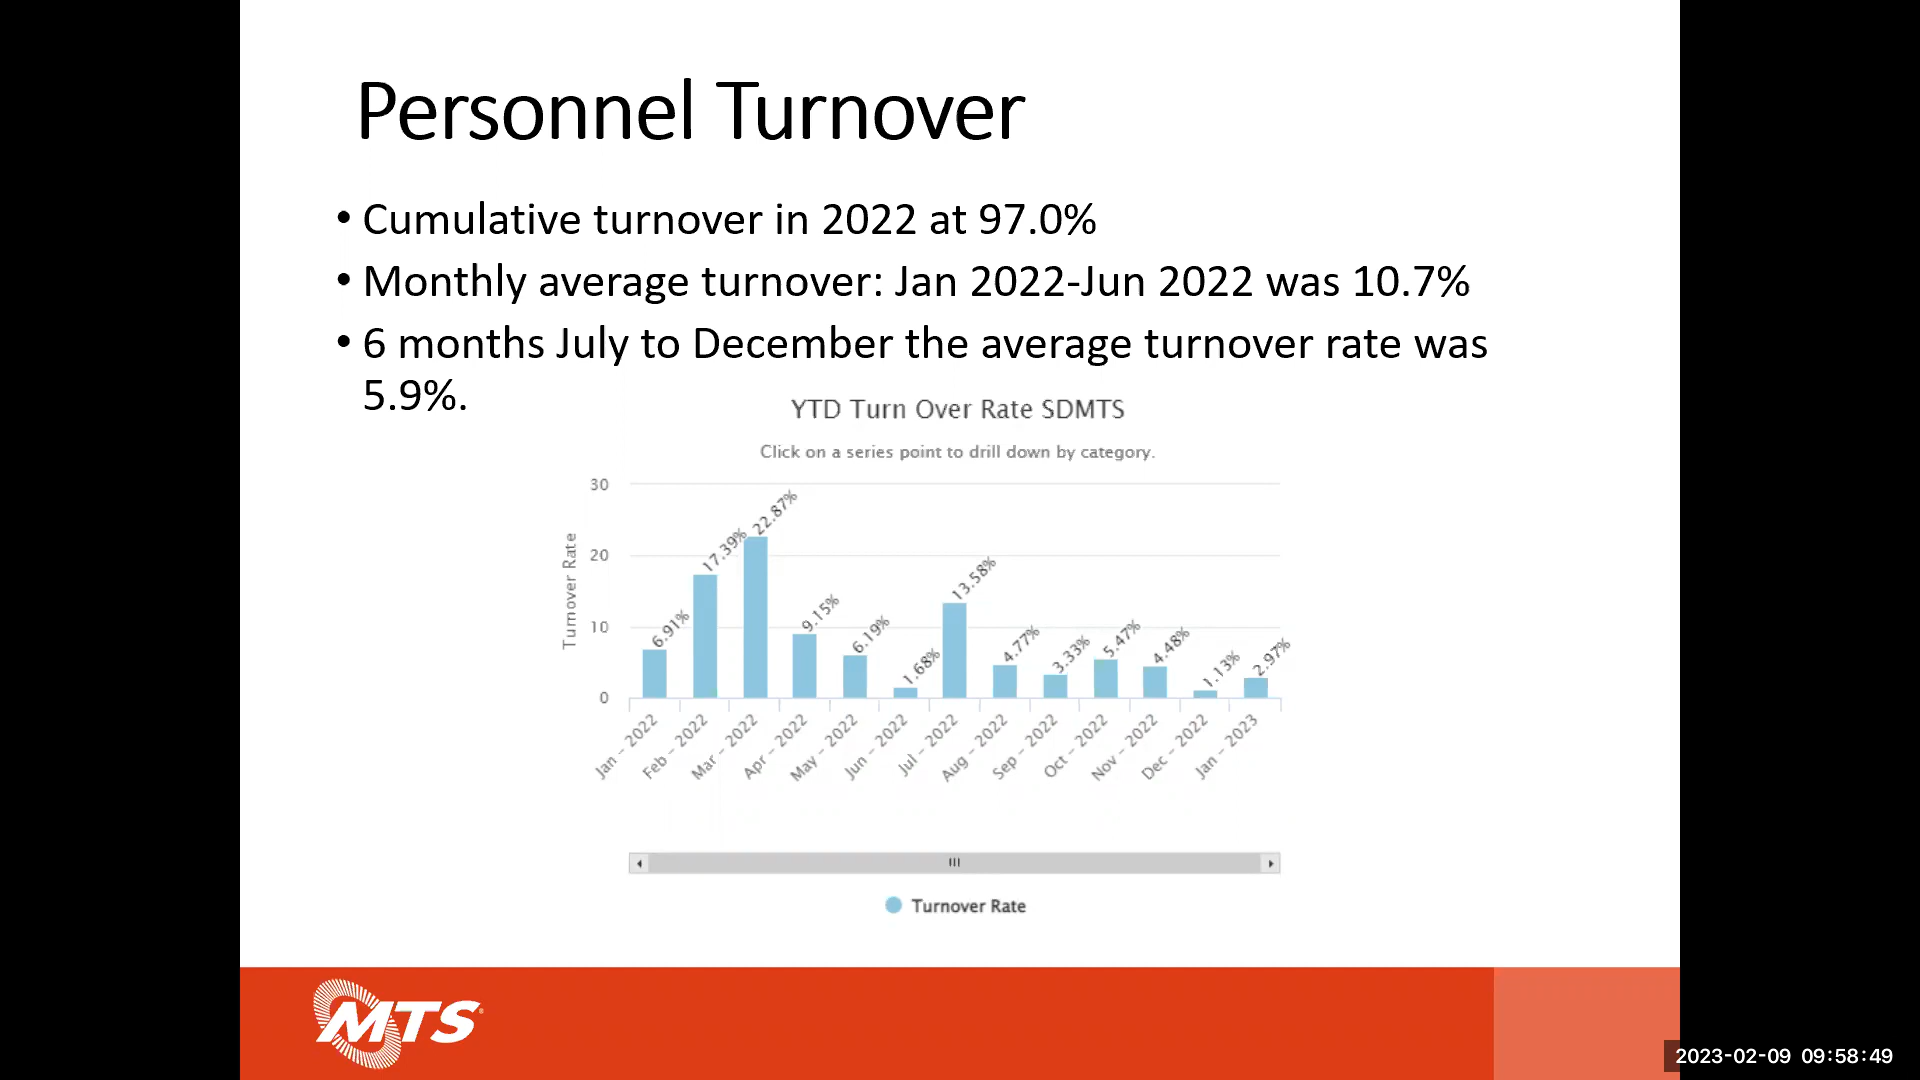 Personnel Turnover
• Cumulative turnover in 2022 at 97.0%
• Monthly average turnover: Jan 2022-Jun 2022 was 10.7%
• 6 months July to December the average turnover rate was
5.9%.
YTD Turn Over Rate SDMTS
Click on a series point to drill down by category.
Turnover Rate
30
20
10
0
6.91%
17.39%
22.87%
9.15%
6.19%
1.68%
13.58%
4.77%
3.33%
5.47%
4.48%
1.13%
2.97%
Jan - 2022
Feb - 2022
Mar - 2022
Apr - 2022
May - 2022
Jun - 2022
Jul - 2022
Aug - 2022
Sep - 2022
Oct - 2022
Nov - 2022
Dec - 2022
Jan - 2023
Turnover Rate
MTS
2023-02-09 09:58:49